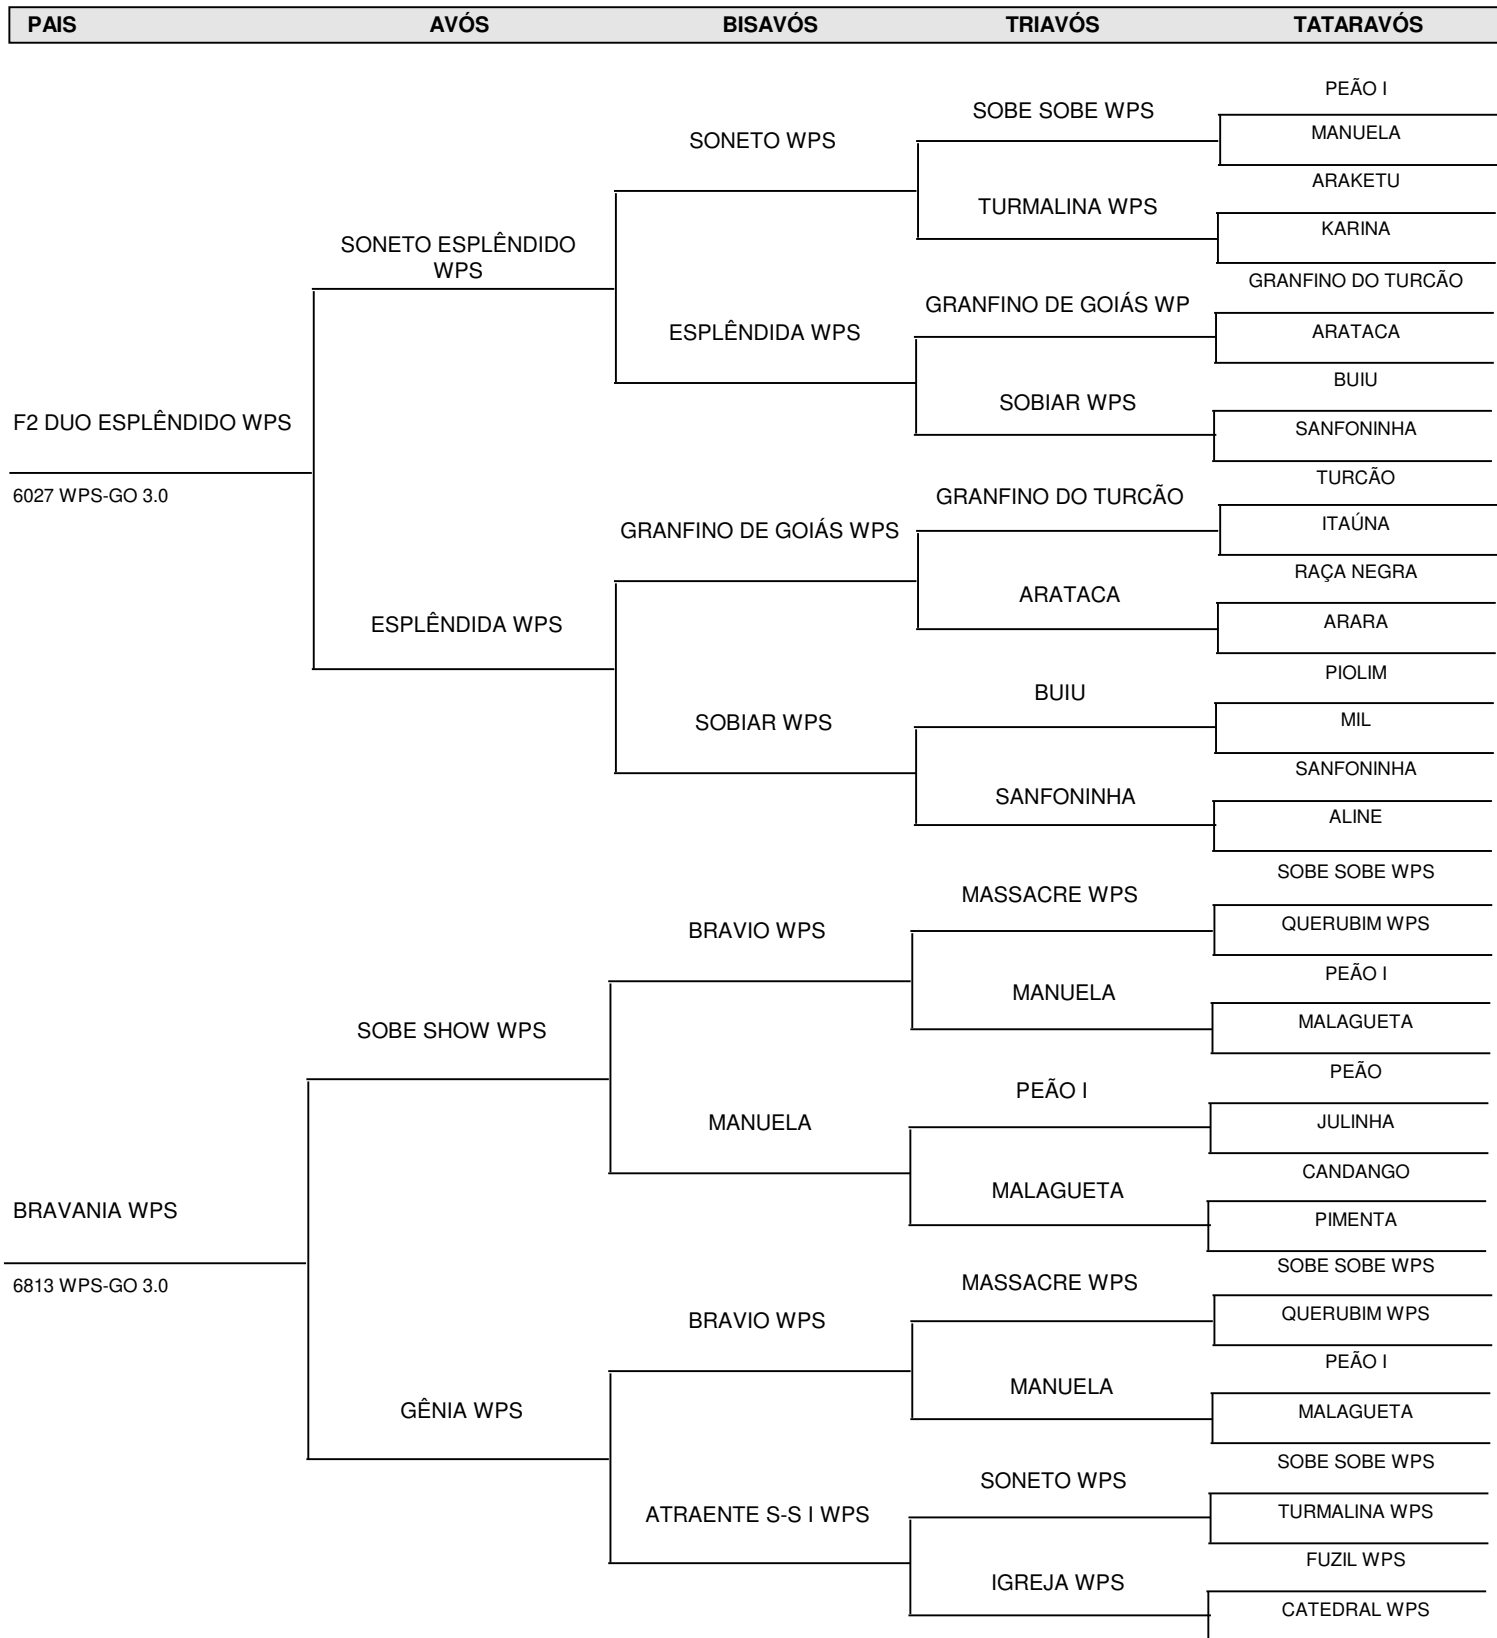 PAIS AVÓS BISAVÓS TRIAVÓS TATARAVÓS
PEÃO I
SOBE SOBE WPS
MANUELA
SONETO WPS
ARAKETU
TURMALINA WPS
KARINA
SONETO ESPLÊNDIDO
WPS
GRANFINO DO TURCÃO
GRANFINO DE GOIÁS WP
ARATACA
ESPLÊNDIDA WPS
BUIU
SOBIAR WPS
SANFONINHA
F2 DUO ESPLÊNDIDO WPS
6027 WPS-GO 3.0
TURCÃO
GRANFINO DO TURCÃO
ITAÚNA
GRANFINO DE GOIÁS WPS
RAÇA NEGRA
ARATACA
ARARA
ESPLÊNDIDA WPS
PIOLIM
BUIU
MIL
SOBIAR WPS
SANFONINHA
SANFONINHA
ALINE
SOBE SOBE WPS
MASSACRE WPS
QUERUBIM WPS
BRAVIO WPS
PEÃO I
MANUELA
MALAGUETA
SOBE SHOW WPS
PEÃO
PEÃO I
JULINHA
MANUELA
CANDANGO
MALAGUETA
PIMENTA
BRAVANIA WPS
6813 WPS-GO 3.0
SOBE SOBE WPS
MASSACRE WPS
QUERUBIM WPS
BRAVIO WPS
PEÃO I
MANUELA
MALAGUETA
GÊNIA WPS
SOBE SOBE WPS
SONETO WPS
TURMALINA WPS
ATRAENTE S-S I WPS
FUZIL WPS
IGREJA WPS
CATEDRAL WPS